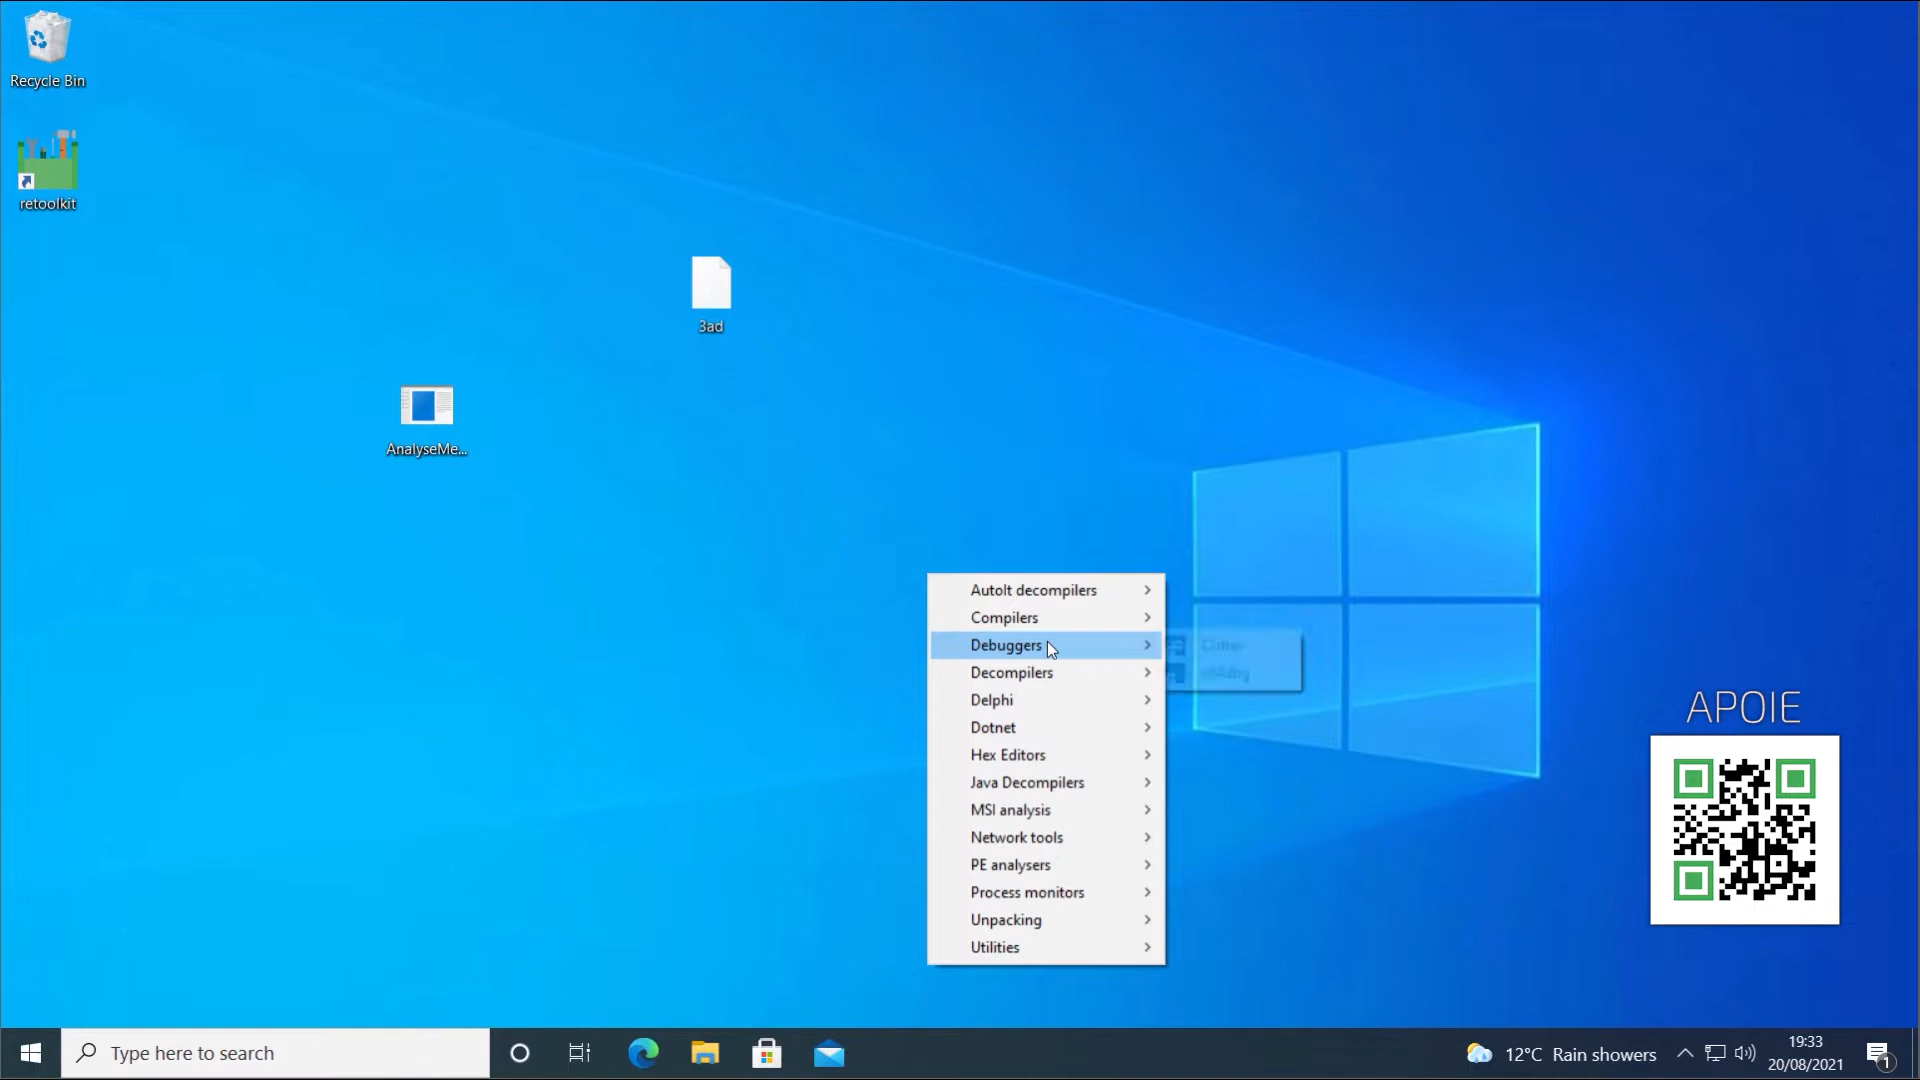 Recycle Bin
retoolkit
3ad
AnalyseMe...
AutoIt decompilers
Compilers
Debuggers
Decompilers
Delphi
Dotnet
Hex Editors
Java Decompilers
MSI analysis
Network tools
PE analysers
Process monitors
Unpacking
Utilities
APOIE
Type here to search
12°C Rain showers
19:33
20/08/2021
1